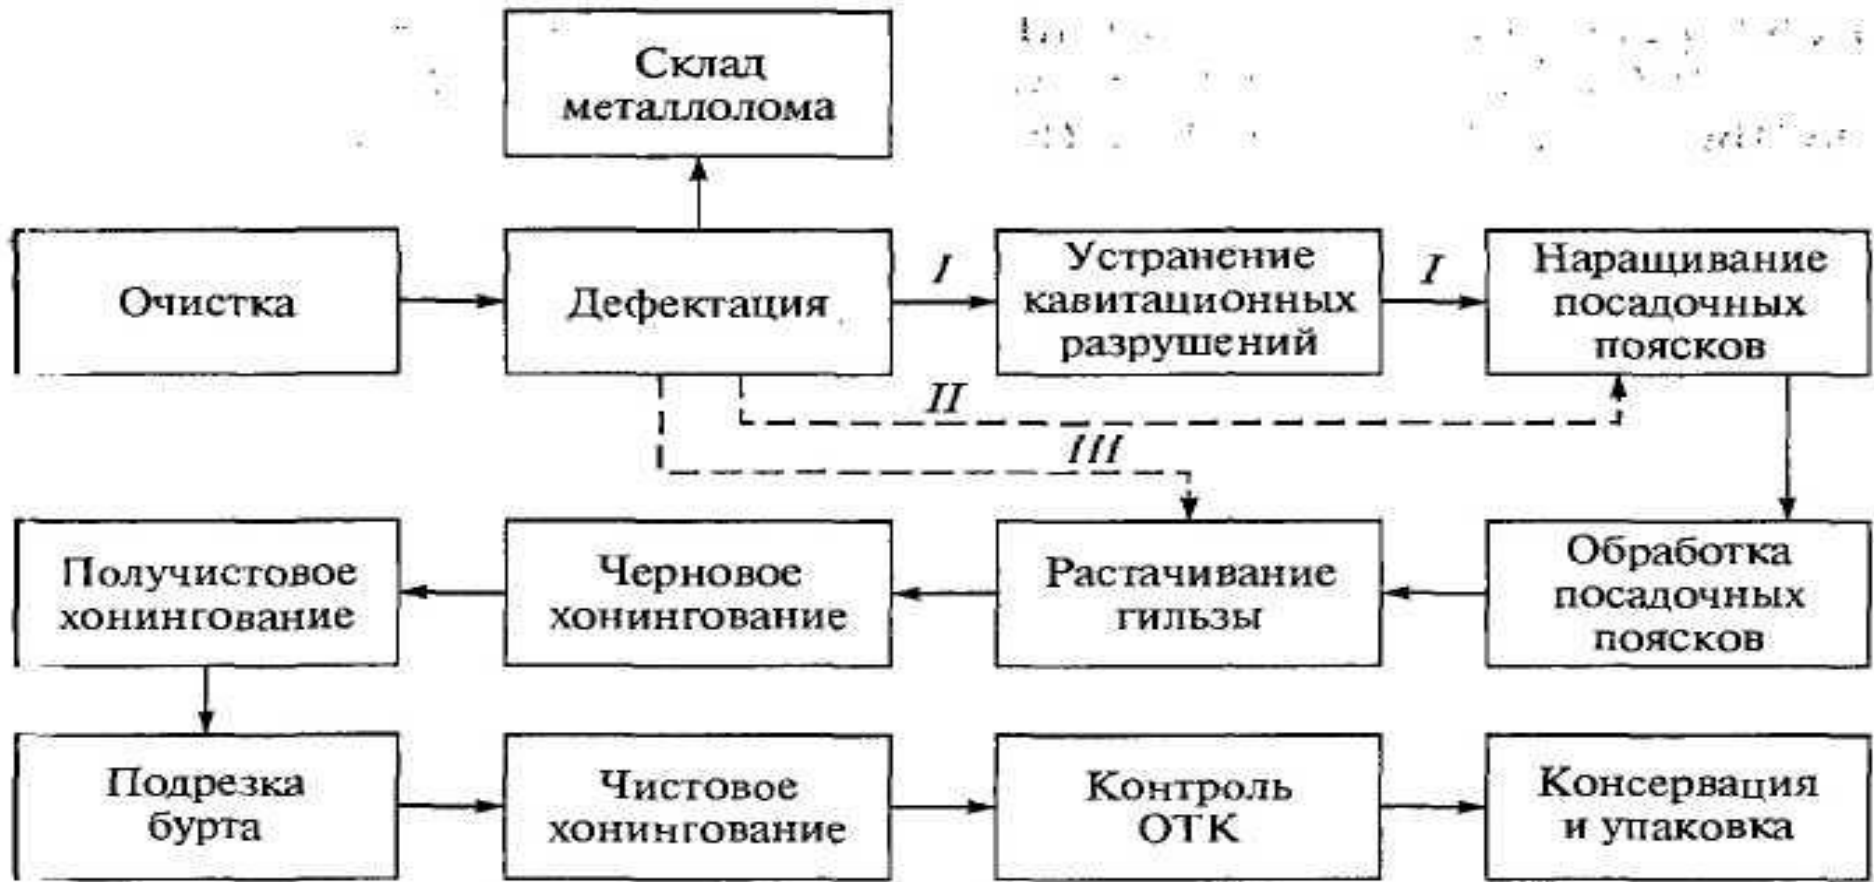 Склад
металлолома
Очистка
Дефектация
I
Устранение
кавитационных
разрушений
I
Наращивание
посадочных
поясков
II
III
Получистовое
хонингование
Черновое
хонингование
Растачивание
гильзы
Обработка
посадочных
поясков
Подрезка
бурта
Чистовое
хонингование
Контроль
ОТК
Консервация
и упаковка